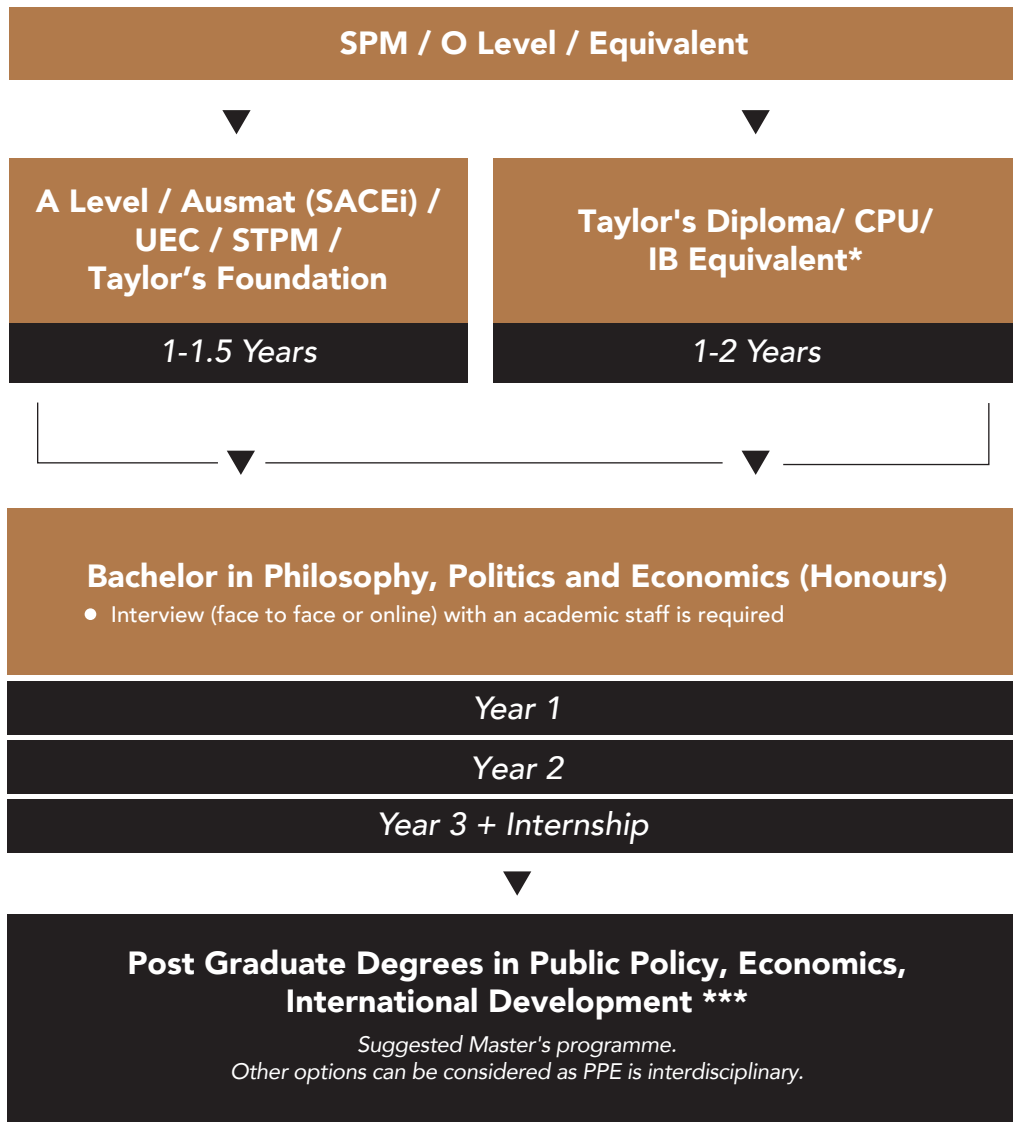 SPM / O Level / Equivalent
A Level / Ausmat (SACEi) /
UEC / STPM /
Taylor’s Foundation
1-1.5 Years
Taylor's Diploma/ CPU/
IB Equivalent*
1-2 Years
Bachelor in Philosophy, Politics and Economics (Honours)
● Interview (face to face or online) with an academic staff is required
Year 1
Year 2
Year 3 + Internship
Post Graduate Degrees in Public Policy, Economics,
International Development ***
Suggested Master's programme.
Other options can be considered as PPE is interdisciplinary.